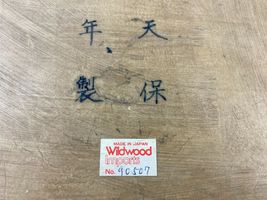 天保
年製
MADE IN JAPAN
Wildwood
imports
No. 90507